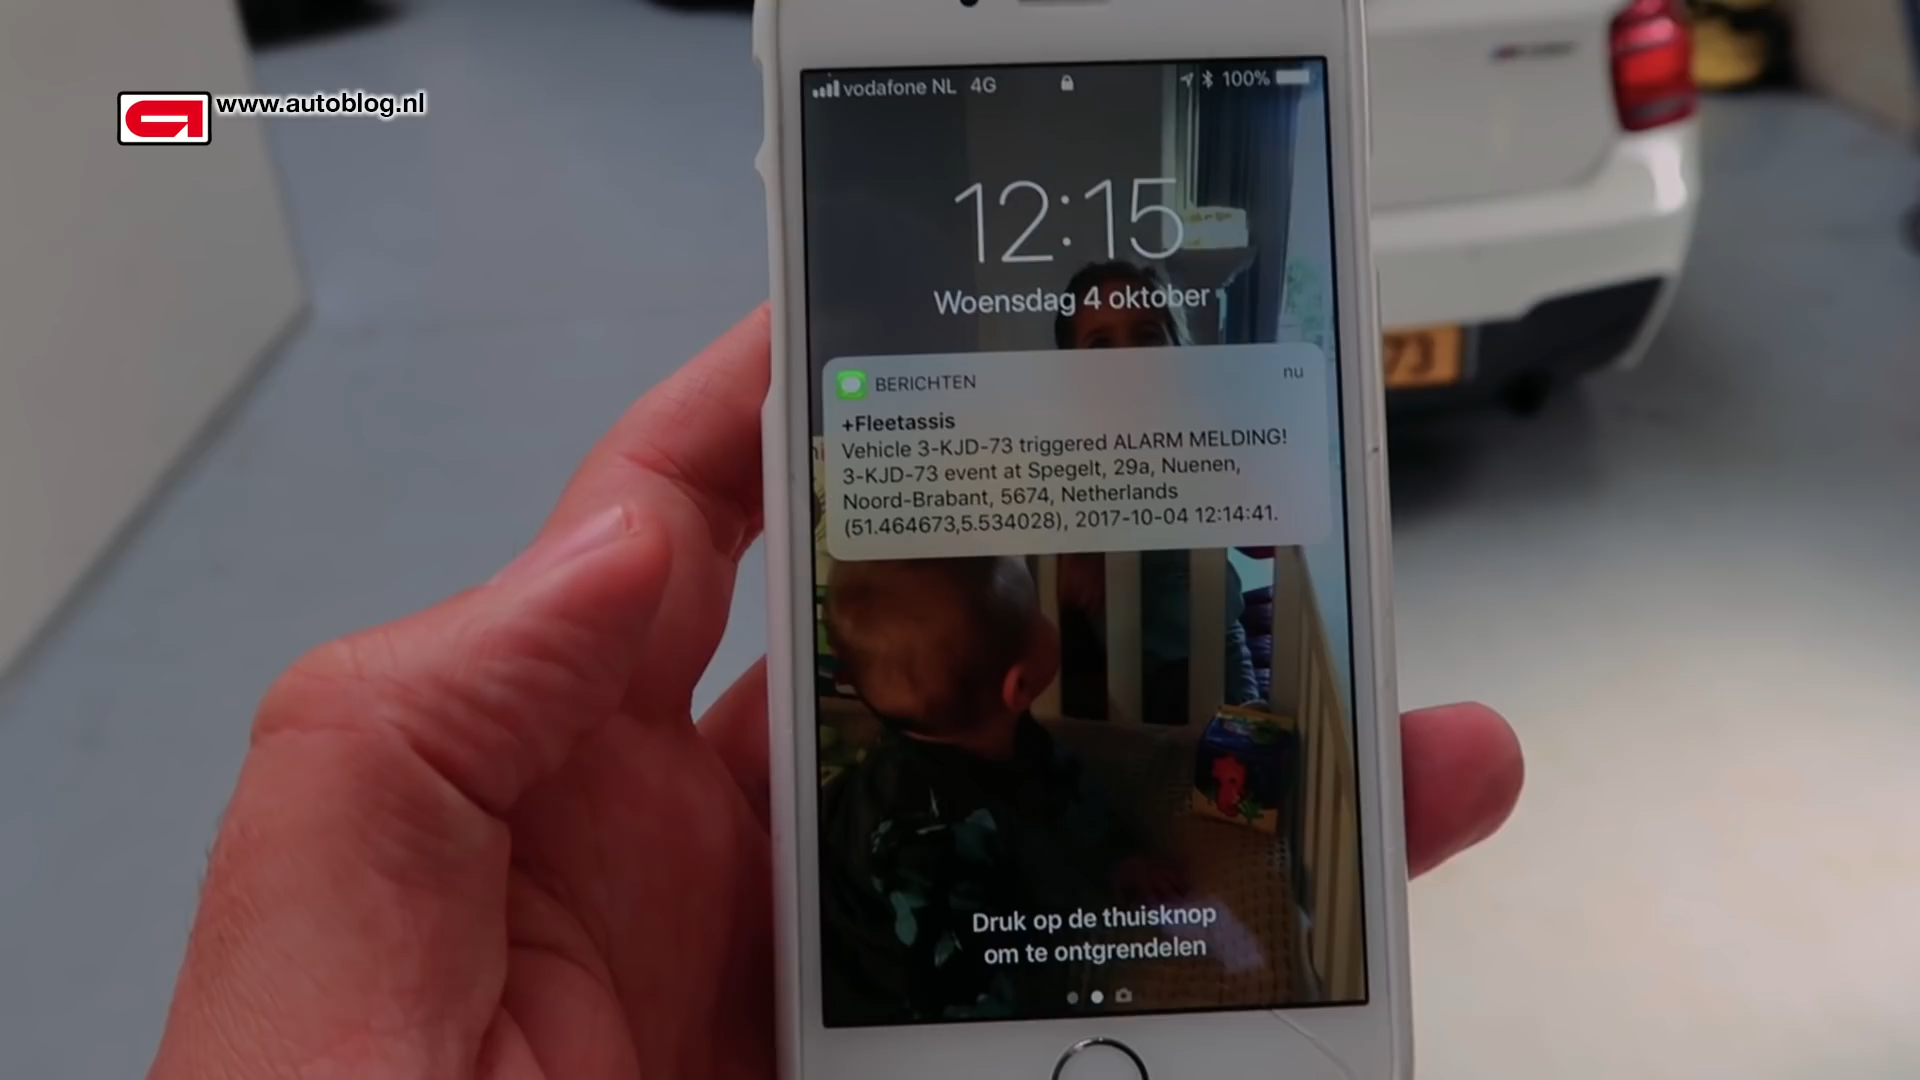 www.autoblog.nl
vodafone NL 4G 100%
12:15
Woensdag 4 oktober
BERICHTEN nu
+Fleetassis
Vehicle 3-KJD-73 triggered ALARM MELDING!
3-KJD-73 event at Spegelt, 29a, Nuenen,
Noord-Brabant, 5674, Netherlands
(51.464673,5.534028), 2017-10-04 12:14:41.
73
Druk op de thuisknop
om te ontgrendelen